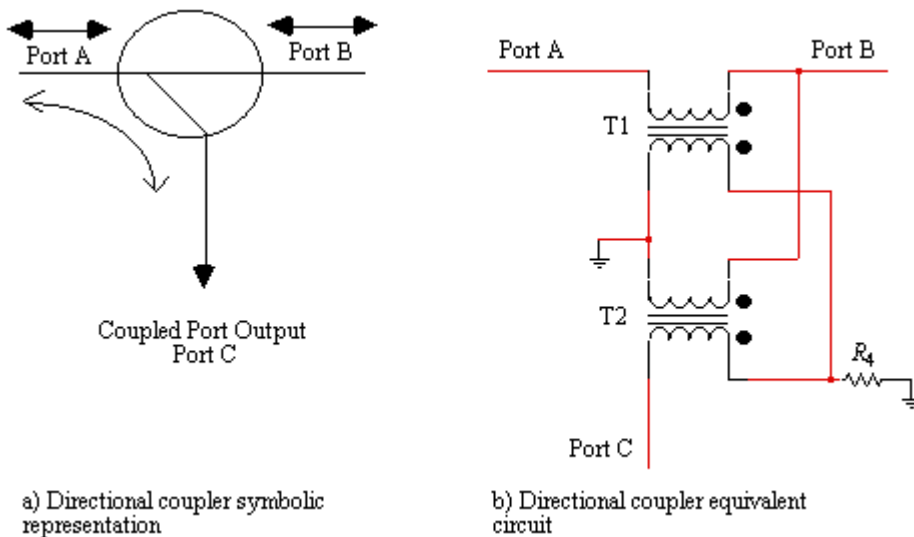 Port A
Port B
Coupled Port Output
Port C
a) Directional coupler symbolic
representation
Port A
Port B
T1
T2
R4
Port C
b) Directional coupler equivalent
circuit